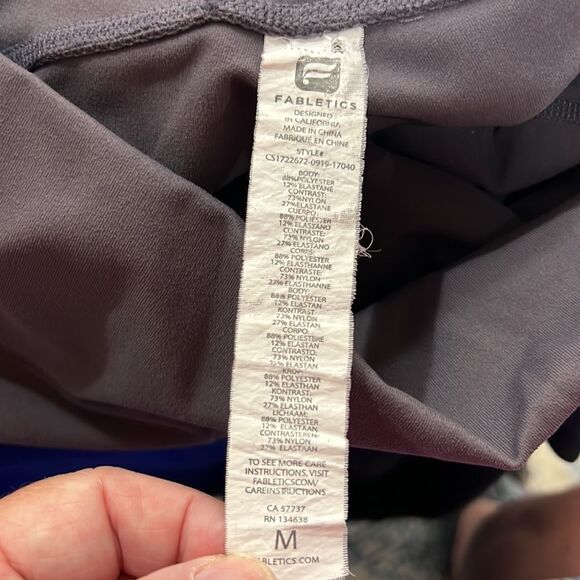 FABLETICS
DESIGNED
IN CALIFORNIA
MADE IN CHINA
FABRIQUÉ EN CHINE
STYLE#
CS1722672-0910-17040
BODY:
88%POLYESTER
12% ELASTANE
CONTRAST:
73%NYLON
27%ELASTANE
CUERPO:
88%POLIÉSTER
12% ELASTANO
CONTRASTE:
73% NYLON
27% ELASTANO
CORPS:
88% POLYESTER
12% ELASTHANNE
CONTRASTE:
73% NYLON
27% ELASTHANNE
BODY:
88% POLYESTER
12% ELASTAN
KONTRAST:
73% NYLON
27% ELASTAN
CORPO:
88% POLIESTERE
12% ELASTAN
CONTRASTO:
73% NYLON
27% ELASTAN
KROP:
88% POLYESTER
12% ELASTHAN
KONTRAST:
73% NYLON
27% ELASTHAN
LICHAAM:
88% POLYESTER
12% ELASTAAN
CONTRASTEREN:
73% NYLON
27% ELASTAAN
TO SEE MORE CARE
INSTRUCTIONS, VISIT
FABLETICS.COM/
CAREINSTRUCTIONS
CA 57737
RN 134638
M
FABLETICS.COM